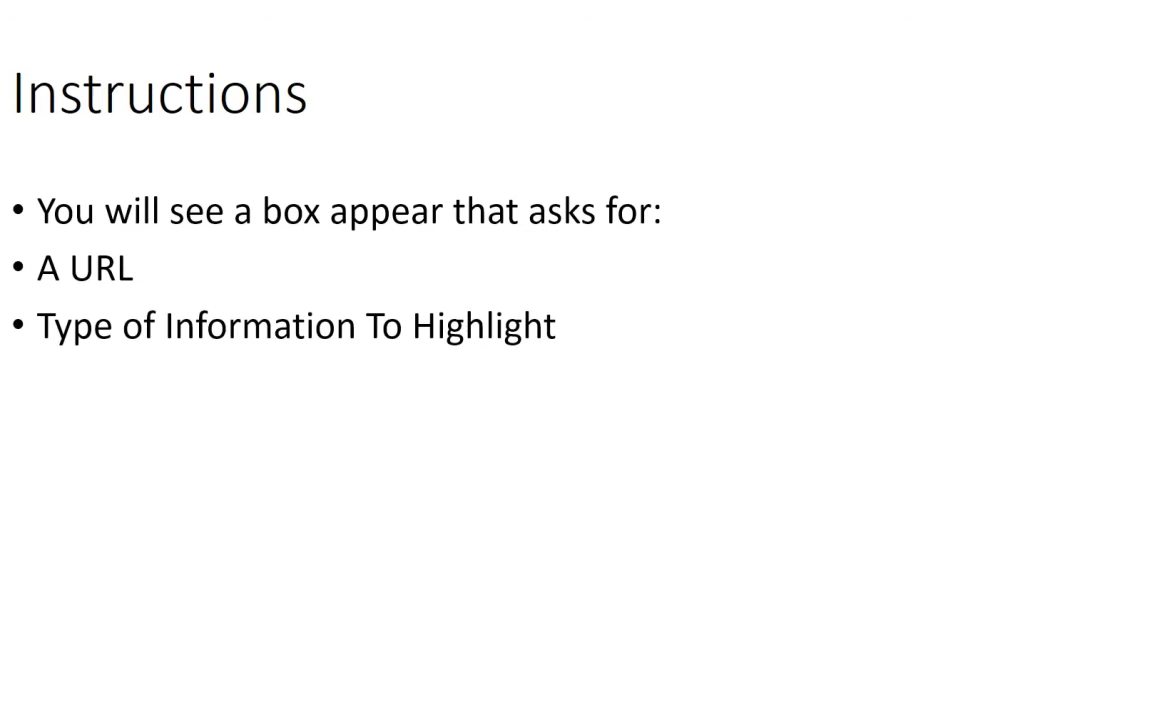 Instructions
• You will see a box appear that asks for:
• A URL
• Type of Information To Highlight